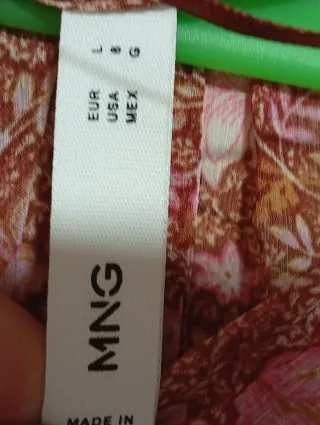 EUR L
USA 8
MEX G
MNG
MADE IN